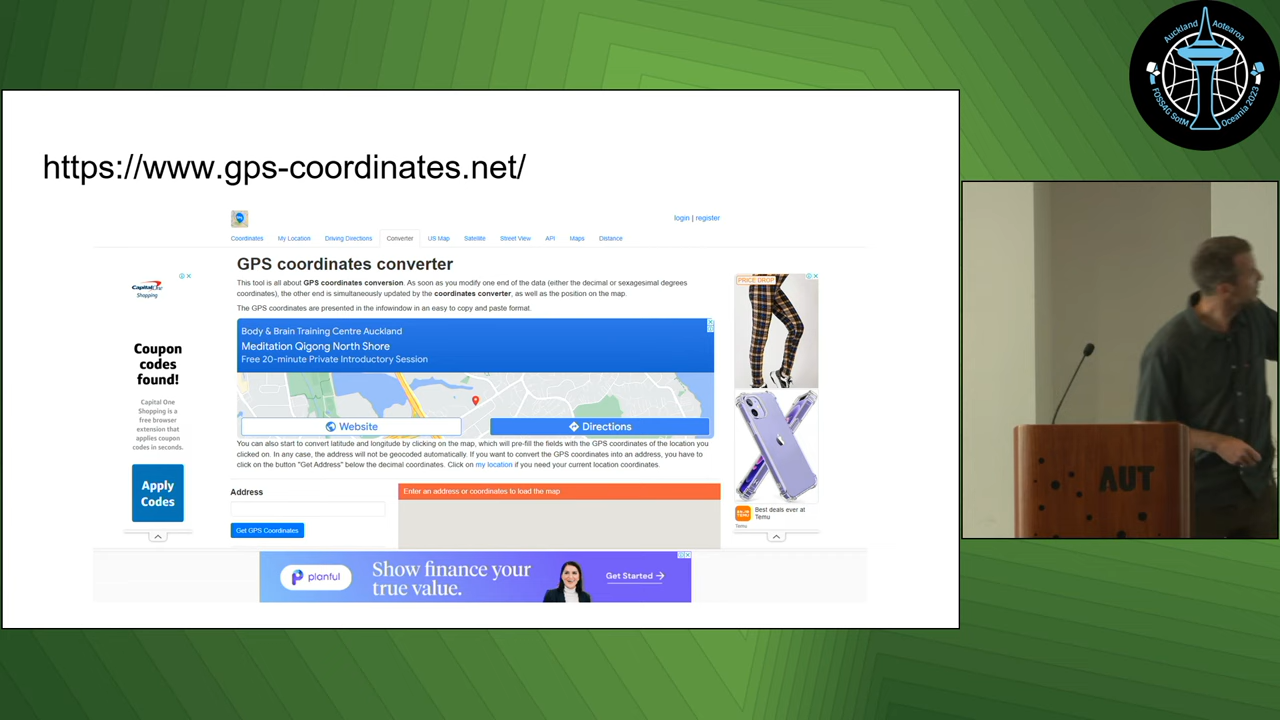 Auckland Aotearoa
FOSS4G SotM Oceania 2023
https://www.gps-coordinates.net/
login | register
Coordinates My Location Driving Directions Converter US Map Satellite Street View API Maps Distance
GPS coordinates converter
This tool is all about GPS coordinates conversion. As soon as you modify one end of the data (either the decimal or sexagesimal degrees
coordinates), the other end is simultaneously updated by the coordinates converter, as well as the position on the map.
The GPS coordinates are presented in the infowindow in an easy to copy and paste format.
Capital One
Shopping
Coupon
codes
found!
Capital One
Shopping is a
free browser
extension that
applies coupon
codes in seconds.
Apply
Codes
Body & Brain Training Centre Auckland
Meditation Qigong North Shore
Free 20-minute Private Introductory Session
Website
Directions
You can also start to convert latitude and longitude by clicking on the map, which will pre-fill the fields with the GPS coordinates of the location you
clicked on. In any case, the address will not be geocoded automatically. If you want to convert the GPS coordinates into an address, you have to
click on the button "Get Address" below the decimal coordinates. Click on my location if you need your current location coordinates.
Address
Get GPS Coordinates
Enter an address or coordinates to load the map
PRICE DROP
Best deals ever at
Temu
Temu
planful
Show finance your
true value.
Get Started
AUT